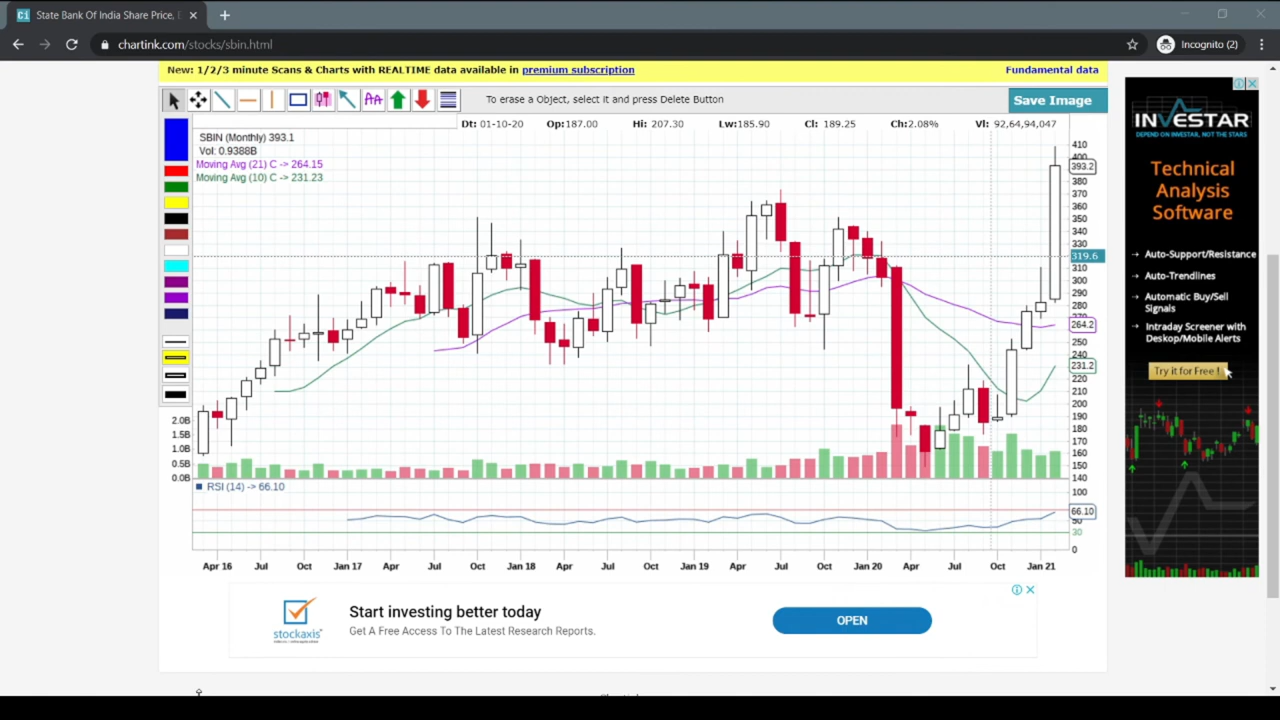 State Bank Of India Share Price,
chartink.com/stocks/sbin.html
Incognito (2)
New: 1/2/3 minute Scans & Charts with REALTIME data available in premium subscription
Fundamental data
To erase a Object, select it and press Delete Button
Save Image
Dt: 01-10-20 Op:187.00 Hi: 207.30 Lw:185.90 Cl: 189.25 Ch:2.08% Vl: 92,64,94,047
SBIN (Monthly) 393.1
Vol: 0.9388B
Moving Avg (21) C -> 264.15
Moving Avg (10) C -> 231.23
410
400
393.2
380
370
360
350
340
330
319.6
310
300
290
280
270
264.2
250
240
231.2
220
210
200
190
180
170
160
150
140
2.0B
1.5B
1.0B
0.5B
0.0B
RSI (14) -> 66.10
100
66.10
50
30
0
Apr 16 Jul Oct Jan 17 Apr Jul Oct Jan 18 Apr Jul Oct Jan 19 Apr Jul Oct Jan 20 Apr Jul Oct Jan 21
INVESTAR
DEPEND ON INVESTAR, NOT THE STARS
Technical
Analysis
Software
Auto-Support/Resistance
Auto-Trendlines
Automatic Buy/Sell
Signals
Intraday Screener with
Deskop/Mobile Alerts
Try it for Free !
stockaxis
Start investing better today
Get A Free Access To The Latest Research Reports.
OPEN